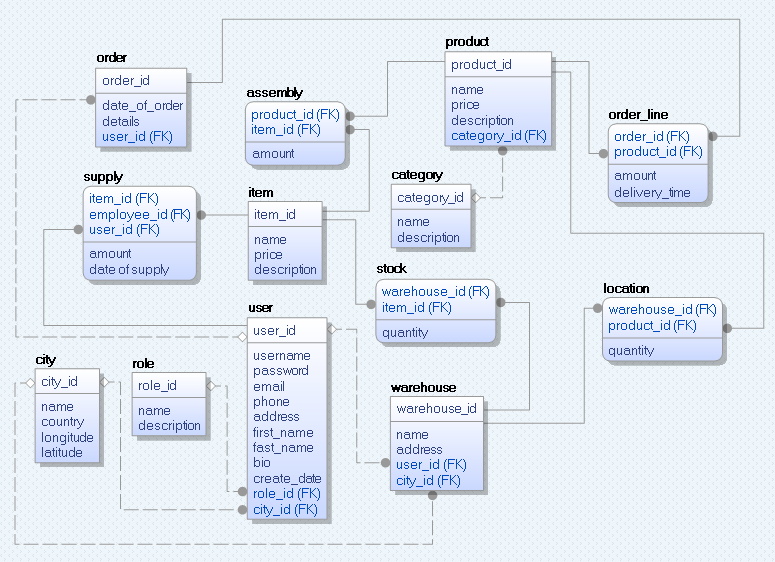 order
order_id
date_of_order
details
user_id (FK)
assembly
product_id (FK)
item_id (FK)
amount
product
product_id
name
price
description
category_id (FK)
order_line
order_id (FK)
product_id (FK)
amount
delivery_time
supply
item_id (FK)
employee_id (FK)
user_id (FK)
amount
date of supply
item
item_id
name
price
description
category
category_id
name
description
stock
warehouse_id (FK)
item_id (FK)
quantity
location
warehouse_id (FK)
product_id (FK)
quantity
user
user_id
username
password
email
phone
address
first_name
fast_name
bio
create_date
role_id (FK)
city_id (FK)
city
city_id
name
country
longitude
latitude
role
role_id
name
description
warehouse
warehouse_id
name
address
user_id (FK)
city_id (FK)